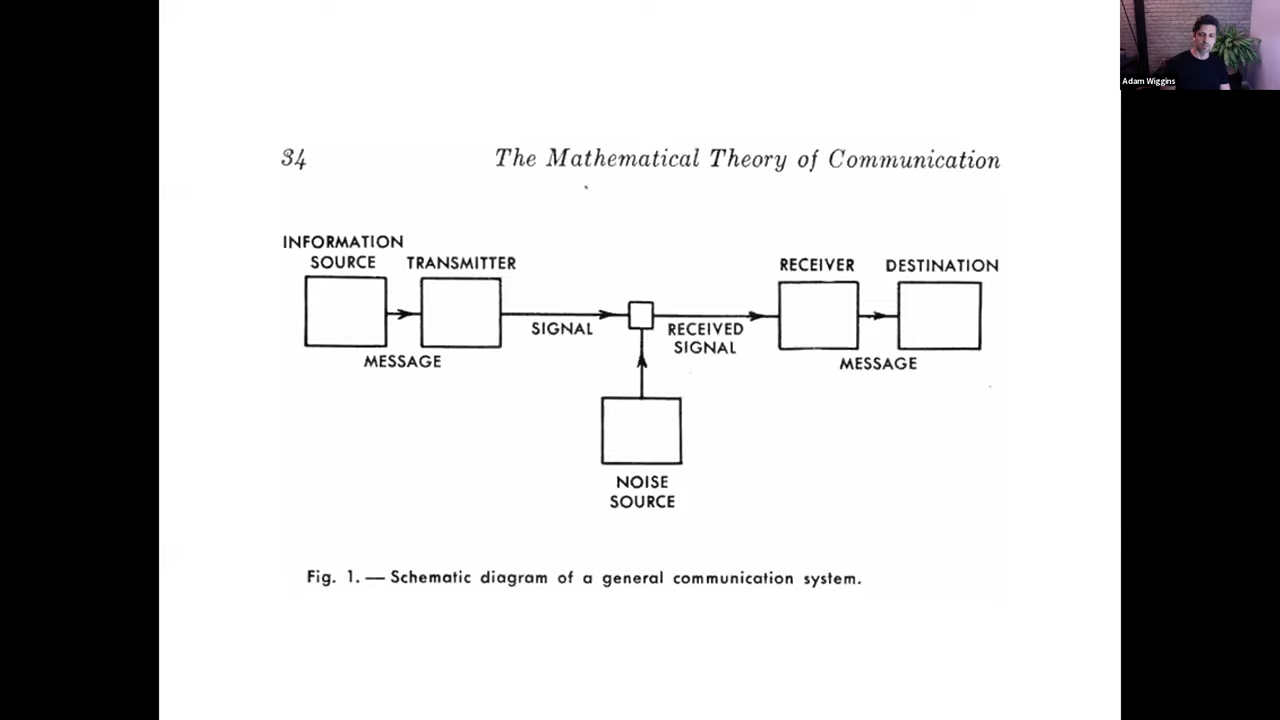 Adam Wiggins
34 The Mathematical Theory of Communication
INFORMATION
SOURCE
TRANSMITTER
RECEIVER
DESTINATION
SIGNAL
RECEIVED
SIGNAL
MESSAGE
MESSAGE
NOISE
SOURCE
Fig. 1. — Schematic diagram of a general communication system.